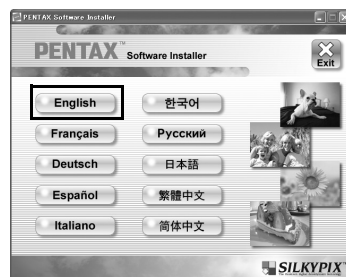 PENTAX Software Installer
PENTAX™ Software Installer
Exit
English
한국어
Français
Русский
Deutsch
日本語
Español
繁體中文
Italiano
简体中文
SILKYPIX